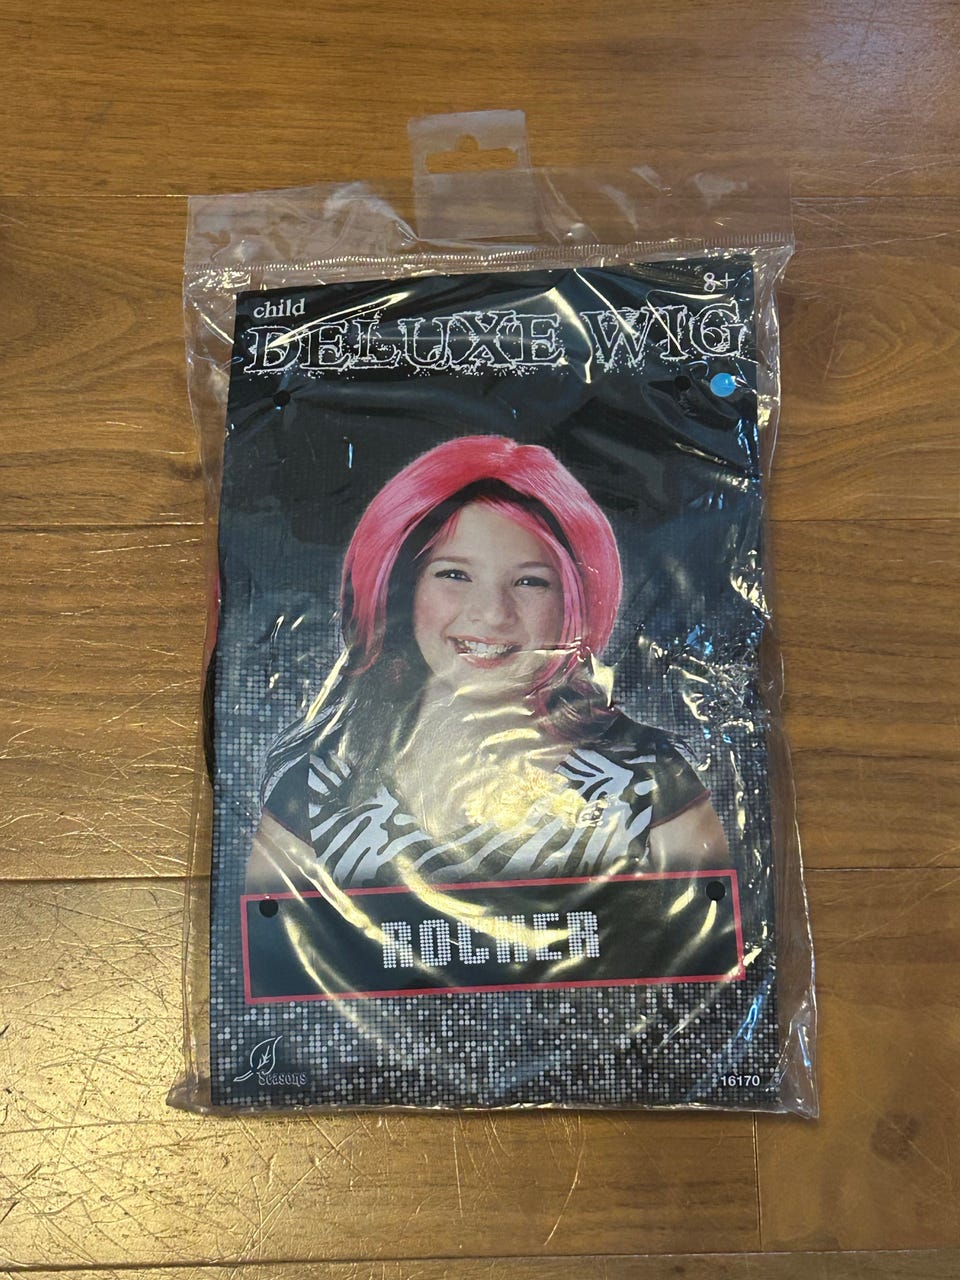 8+
child
DELUXE WIG
ROCKER
Seasons
16170